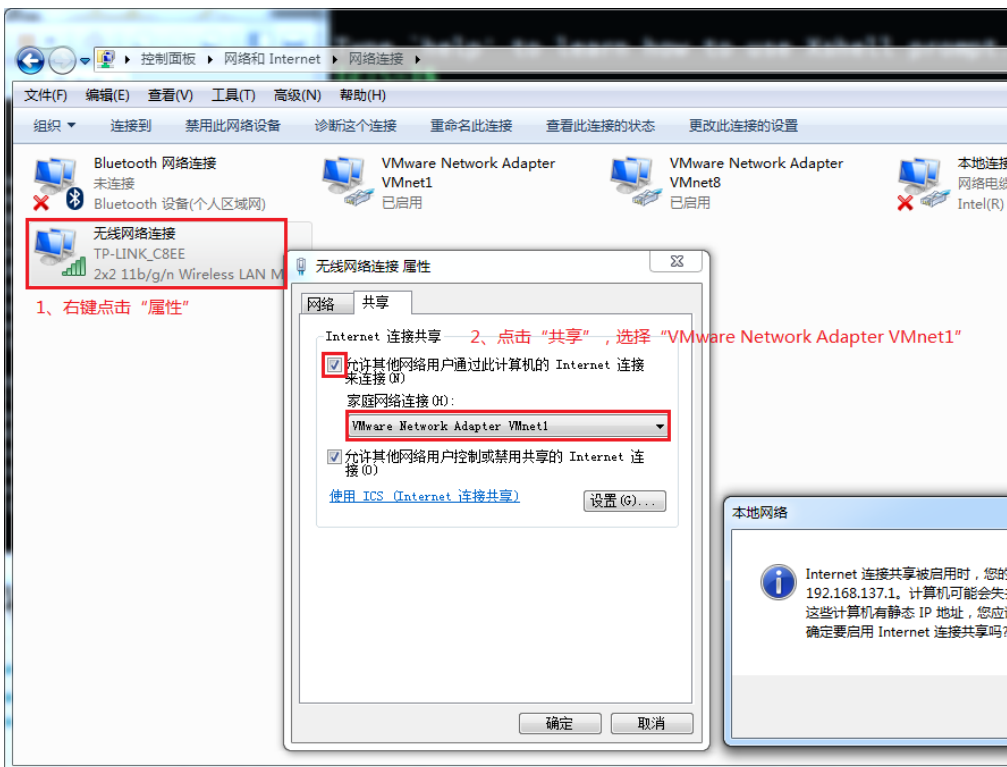 控制面板 ▸ 网络和 Internet ▸ 网络连接 ▸
文件(F) 编辑(E) 查看(V) 工具(T) 高级(N) 帮助(H)
组织 连接到 禁用此网络设备 诊断这个连接 重命名此连接 查看此连接的状态 更改此连接的设置
Bluetooth 网络连接
未连接
Bluetooth 设备(个人区域网)
VMware Network Adapter
VMnet1
已启用
VMware Network Adapter
VMnet8
已启用
本地连接
网络电缆
Intel(R)
无线网络连接
TP-LINK_C8EE
2x2 11b/g/n Wireless LAN M
1、右键点击“属性”
无线网络连接 属性
网络 共享
Internet 连接共享
2、点击“共享”，选择“VMware Network Adapter VMnet1”
允许其他网络用户通过此计算机的 Internet 连接
来连接(N)
家庭网络连接(H):
VMware Network Adapter VMnet1
允许其他网络用户控制或禁用共享的 Internet 连
接(O)
使用 ICS (Internet 连接共享)
设置(G)...
确定 取消
本地网络
Internet 连接共享被启用时，您的
192.168.137.1。计算机可能会失
这些计算机有静态 IP 地址，您应
确定要启用 Internet 连接共享吗?